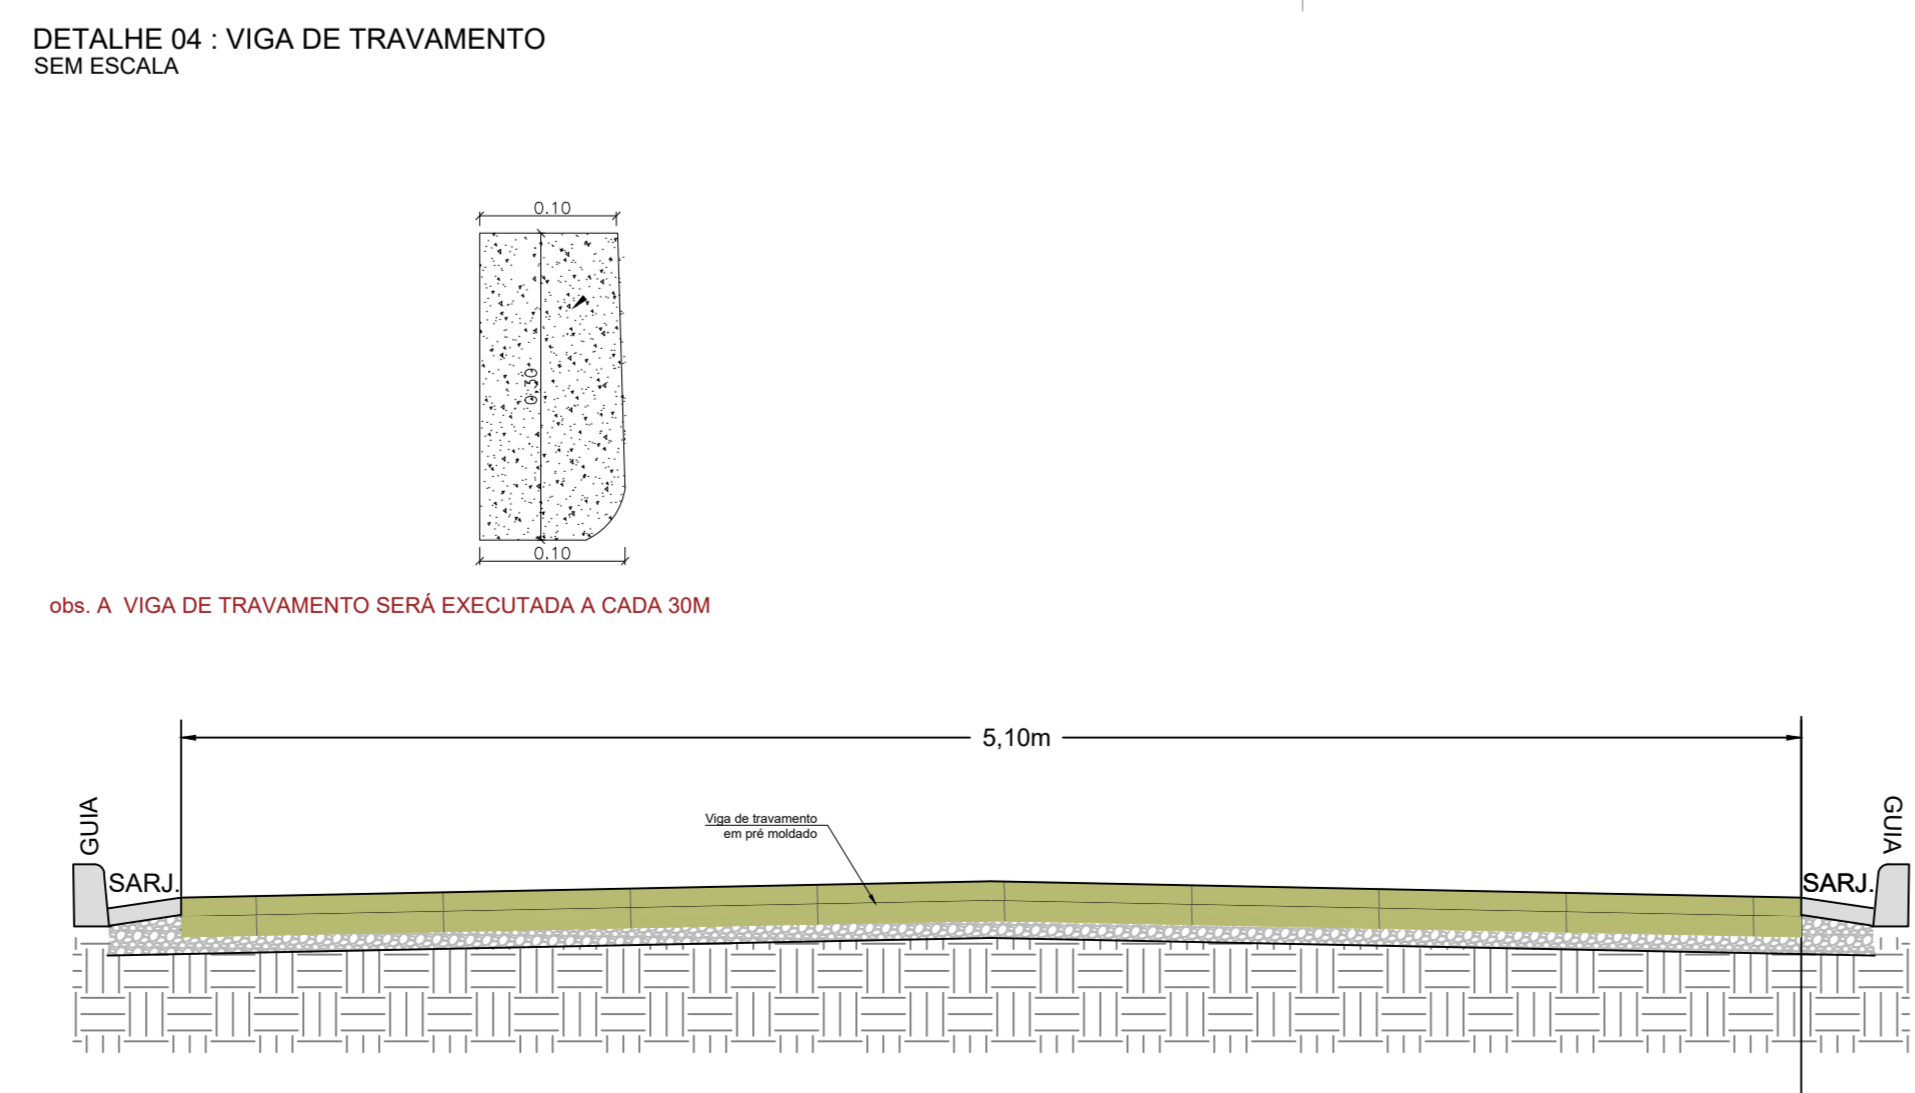 DETALHE 04 : VIGA DE TRAVAMENTO
SEM ESCALA
0.10
0,30
0.10
obs. A  VIGA DE TRAVAMENTO SERÁ EXECUTADA A CADA 30M
5,10m
GUIA
Viga de travamento
em pré moldado
GUIA
SARJ.
SARJ.